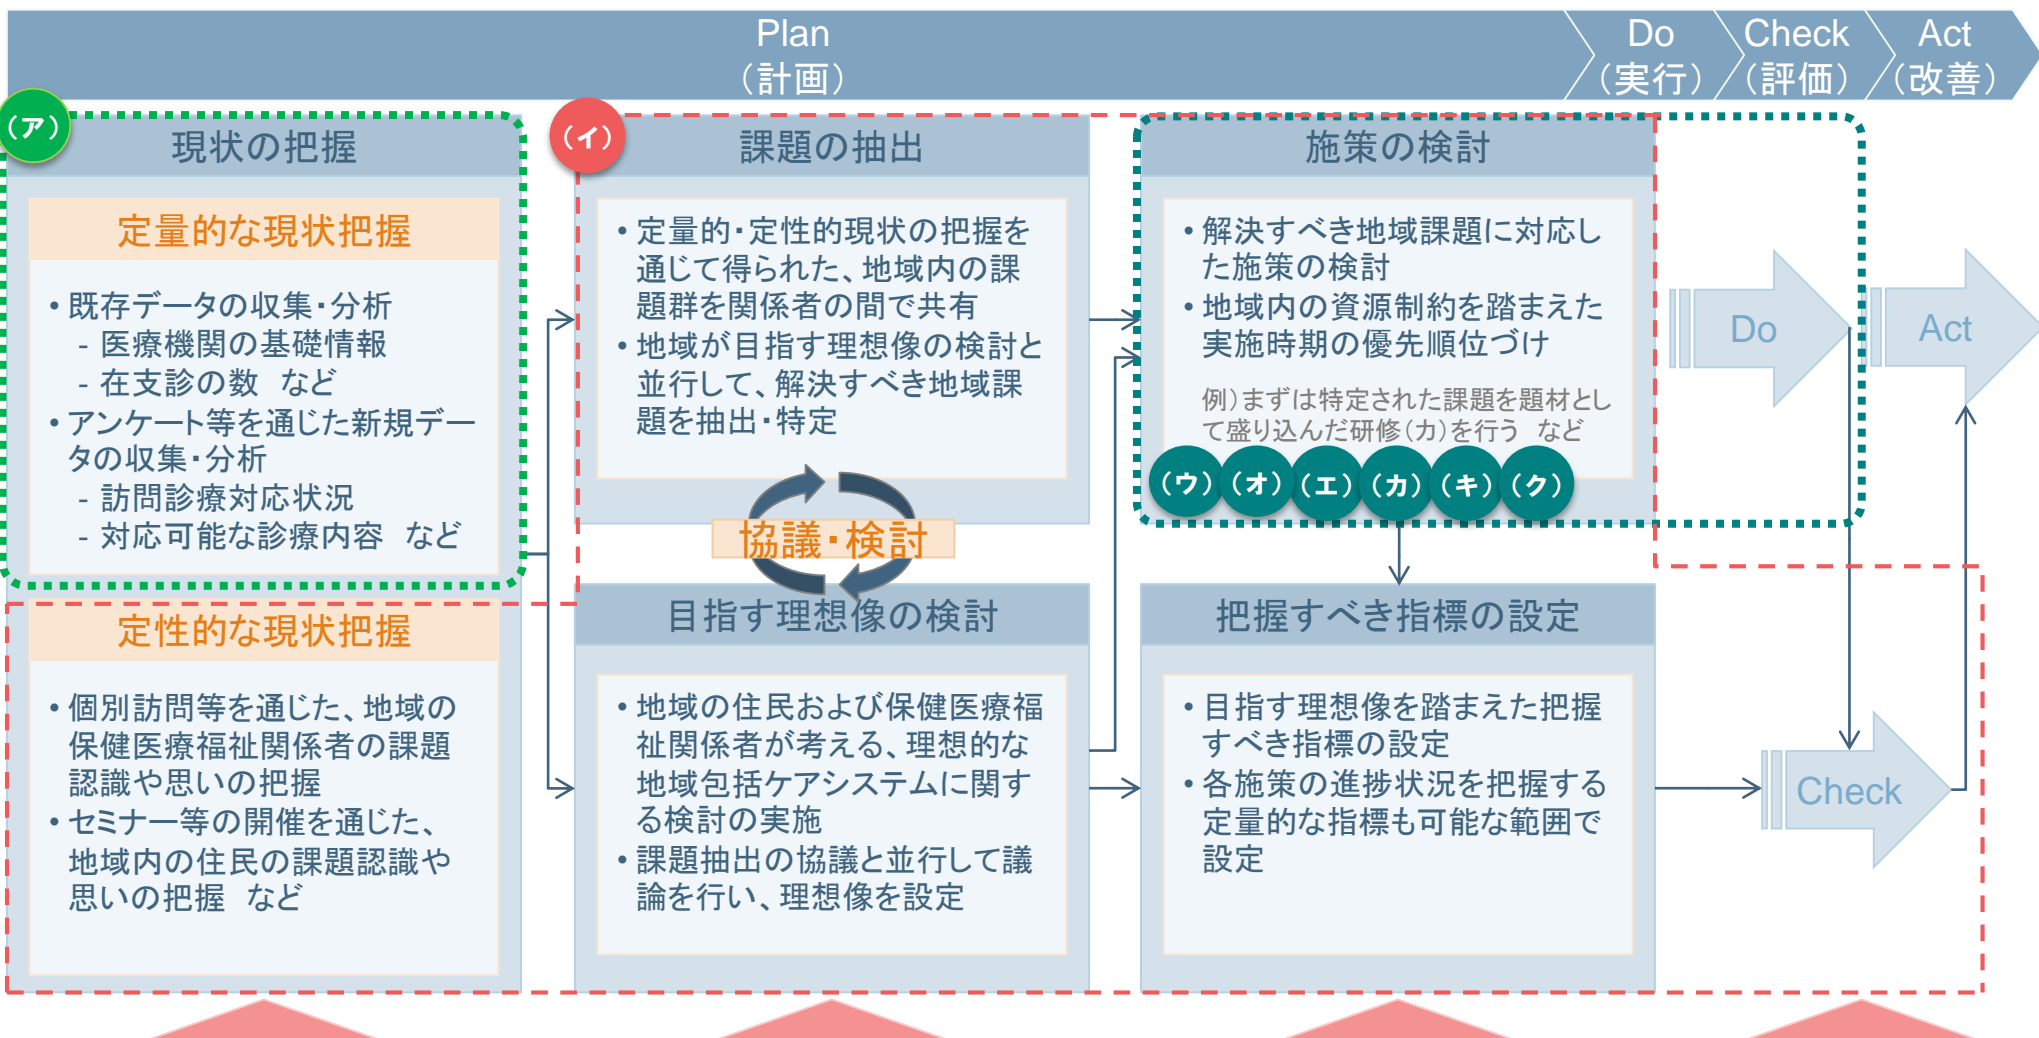 Plan
（計画）
Do
（実行）
Check
（評価）
Act
（改善）
（ア）
現状の把握
定量的な現状把握
• 既存データの収集・分析
- 医療機関の基礎情報
- 在支診の数　など
• アンケート等を通じた新規デー
タの収集・分析
- 訪問診療対応状況
- 対応可能な診療内容　など
定性的な現状把握
• 個別訪問等を通じた、地域の
保健医療福祉関係者の課題
認識や思いの把握
• セミナー等の開催を通じた、
地域内の住民の課題認識や
思いの把握　など
（イ）
課題の抽出
• 定量的・定性的現状の把握を
通じて得られた、地域内の課
題群を関係者の間で共有
• 地域が目指す理想像の検討と
並行して、解決すべき地域課
題を抽出・特定
協議・検討
目指す理想像の検討
• 地域の住民および保健医療福
祉関係者が考える、理想的な
地域包括ケアシステムに関す
る検討の実施
• 課題抽出の協議と並行して議
論を行い、理想像を設定
施策の検討
• 解決すべき地域課題に対応し
た施策の検討
• 地域内の資源制約を踏まえた
実施時期の優先順位づけ
例）まずは特定された課題を題材とし
て盛り込んだ研修（カ）を行う　など
（ウ）（オ）（エ）（カ）（キ）（ク）
把握すべき指標の設定
• 目指す理想像を踏まえた把握
すべき指標の設定
• 各施策の進捗状況を把握する
定量的な指標も可能な範囲で
設定
Do
Act
Check